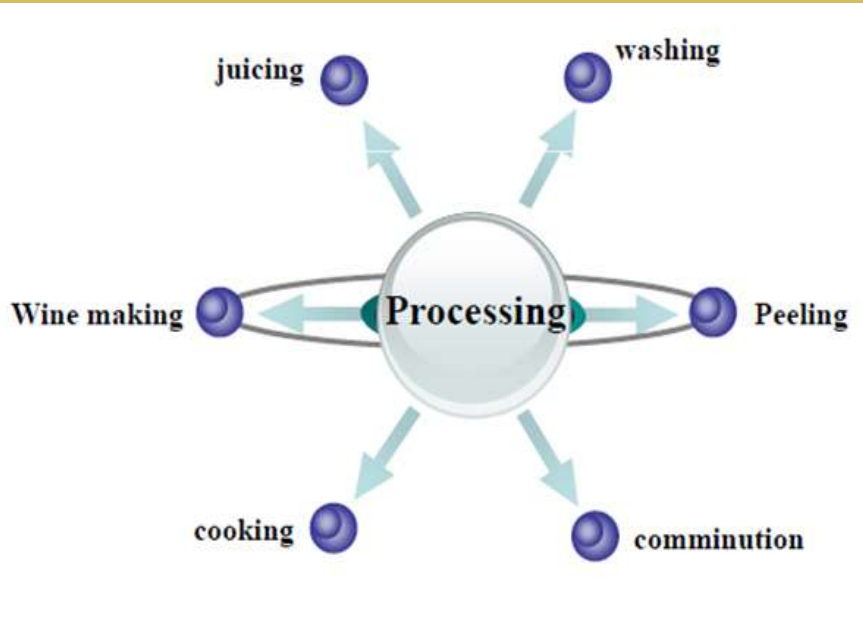 washing
juicing
Processing
Wine making
Peeling
cooking
comminution